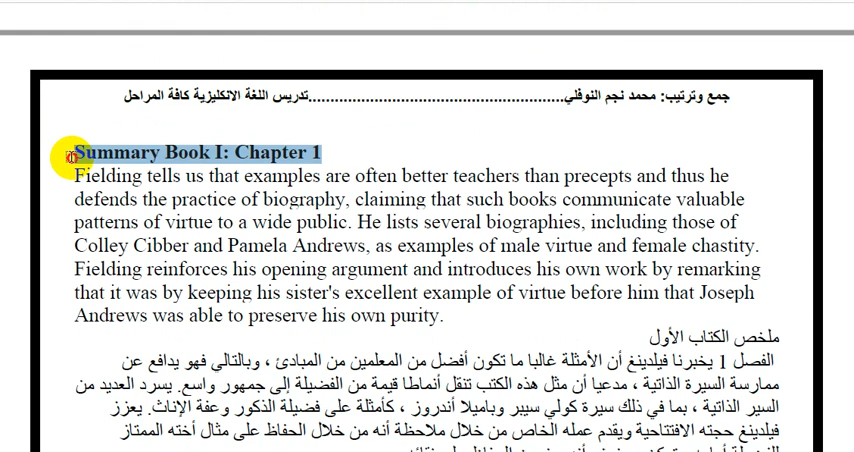 جمع وترتيب: محمد نجم النوفلي............................................................تدريس اللغة الانكليزية كافة المراحل
Summary Book I: Chapter 1
Fielding tells us that examples are often better teachers than precepts and thus he
defends the practice of biography, claiming that such books communicate valuable
patterns of virtue to a wide public. He lists several biographies, including those of
Colley Cibber and Pamela Andrews, as examples of male virtue and female chastity.
Fielding reinforces his opening argument and introduces his own work by remarking
that it was by keeping his sister's excellent example of virtue before him that Joseph
Andrews was able to preserve his own purity.
ملخص الكتاب الأول
الفصل 1 يخبرنا فيلدينغ أن الأمثلة غالبا ما تكون أفضل من المعلمين من المبادئ ، وبالتالي فهو يدافع عن
ممارسة السيرة الذاتية ، مدعيا أن مثل هذه الكتب تنقل أنماطا قيمة من الفضيلة إلى جمهور واسع. يسرد العديد من
السير الذاتية ، بما في ذلك سيرة كولي سيبر وباميلا أندروز ، كأمثلة على فضيلة الذكور وعفة الإناث. يعزز
فيلدينغ حجته الافتتاحية ويقدم عمله الخاص من خلال ملاحظة أنه من خلال الحفاظ على مثال أخته الممتاز